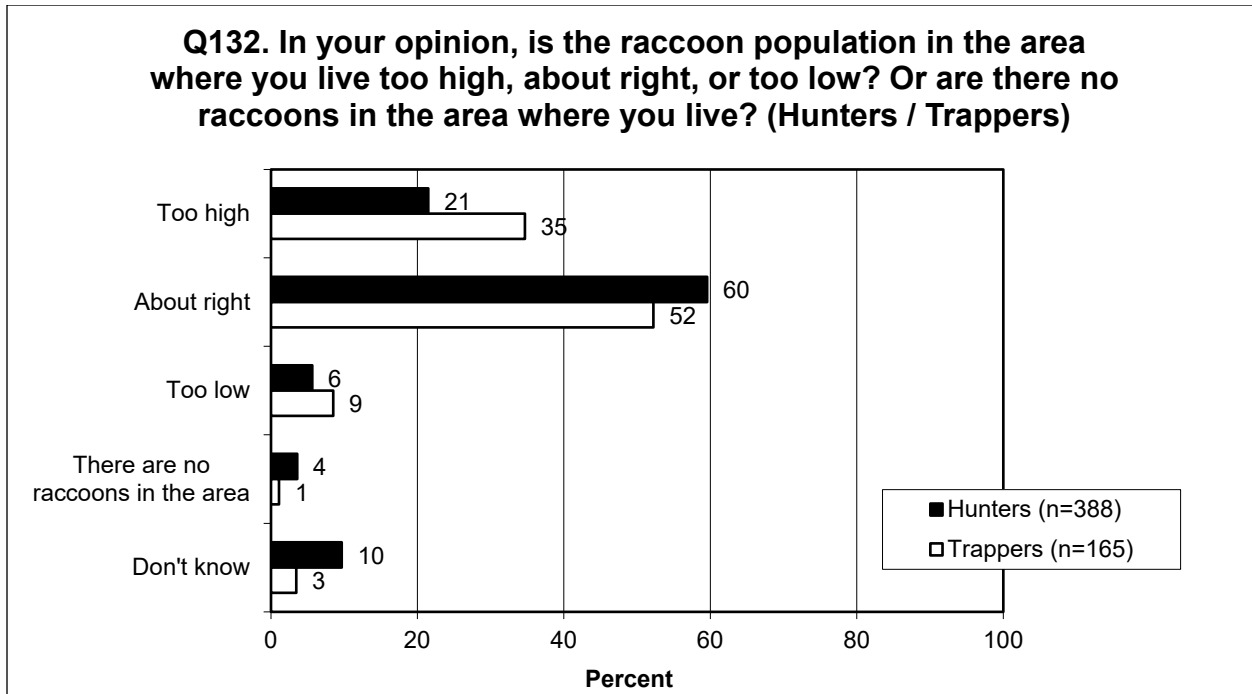 Q132. In your opinion, is the raccoon population in the area
where you live too high, about right, or too low? Or are there no
raccoons in the area where you live? (Hunters / Trappers)
Too high
21
35
About right
60
52
Too low
6
9
There are no
raccoons in the area
4
1
Don't know
10
3
Hunters (n=388)
Trappers (n=165)
0 20 40 60 80 100
Percent